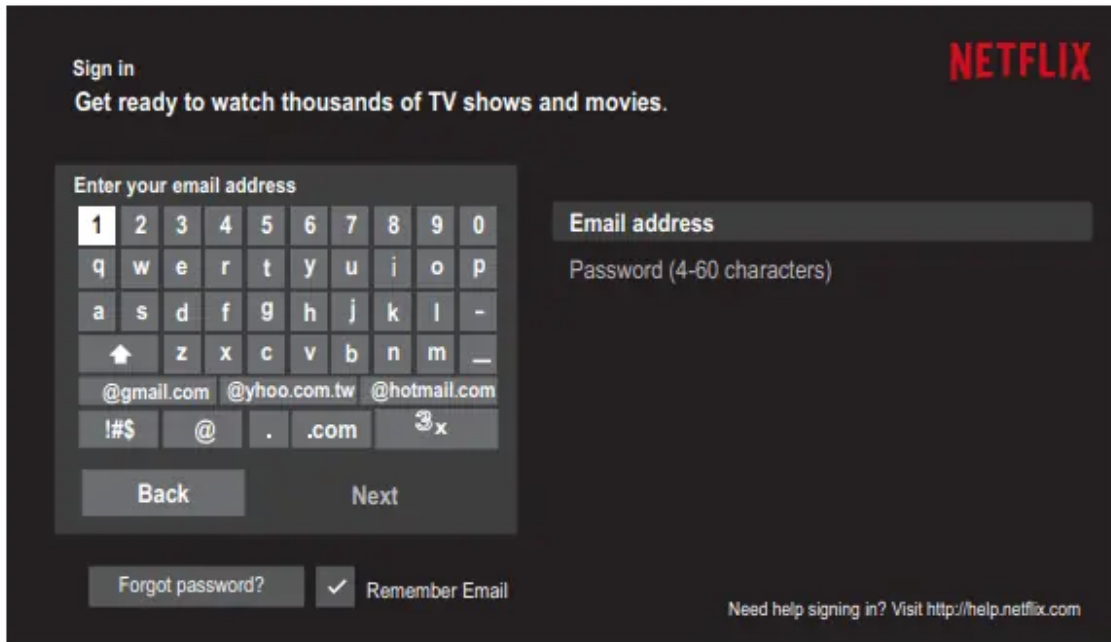 NETFLIX
Sign in
Get ready to watch thousands of TV shows and movies.
Enter your email address
1 2 3 4 5 6 7 8 9 0
q w e r t y u i o p
a s d f g h j k l -
z x c v b n m _
@gmail.com @yhoo.com.tw @hotmail.com
!#$ @ . .com 3x
Back Next
Email address
Password (4-60 characters)
Forgot password? Remember Email
Need help signing in? Visit http://help.netflix.com